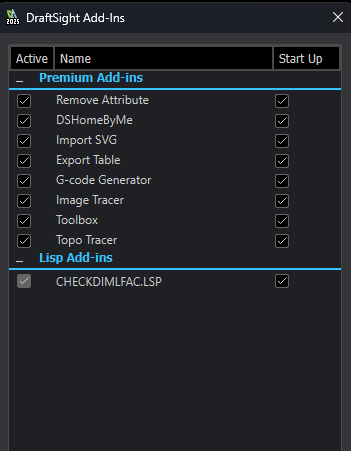 2025
DraftSight Add-Ins
Active Name Start Up
Premium Add-ins
Remove Attribute
DSHomeByMe
Import SVG
Export Table
G-code Generator
Image Tracer
Toolbox
Topo Tracer
Lisp Add-ins
CHECKDIMLFAC.LSP